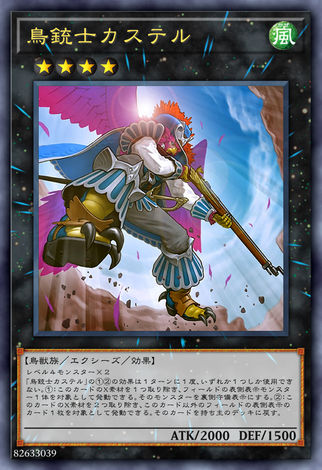 鳥銃士カステル
風
【鳥獣族/エクシーズ/効果】
レベル4モンスター×2
「鳥銃士カステル」の①②の効果は1ターンに1度、いずれか1つしか使用でき
ない。①:このカードのX素材を1つ取り除き、フィールドの表側表示モンスタ
ー1体を対象として発動できる。そのモンスターを裏側守備表示にする。②:こ
のカードのX素材を2つ取り除き、このカード以外のフィールドの表側表示
のカード1枚を対象として発動できる。そのカードを持ち主のデッキに戻す。
ATK/2000 DEF/1500
82633039